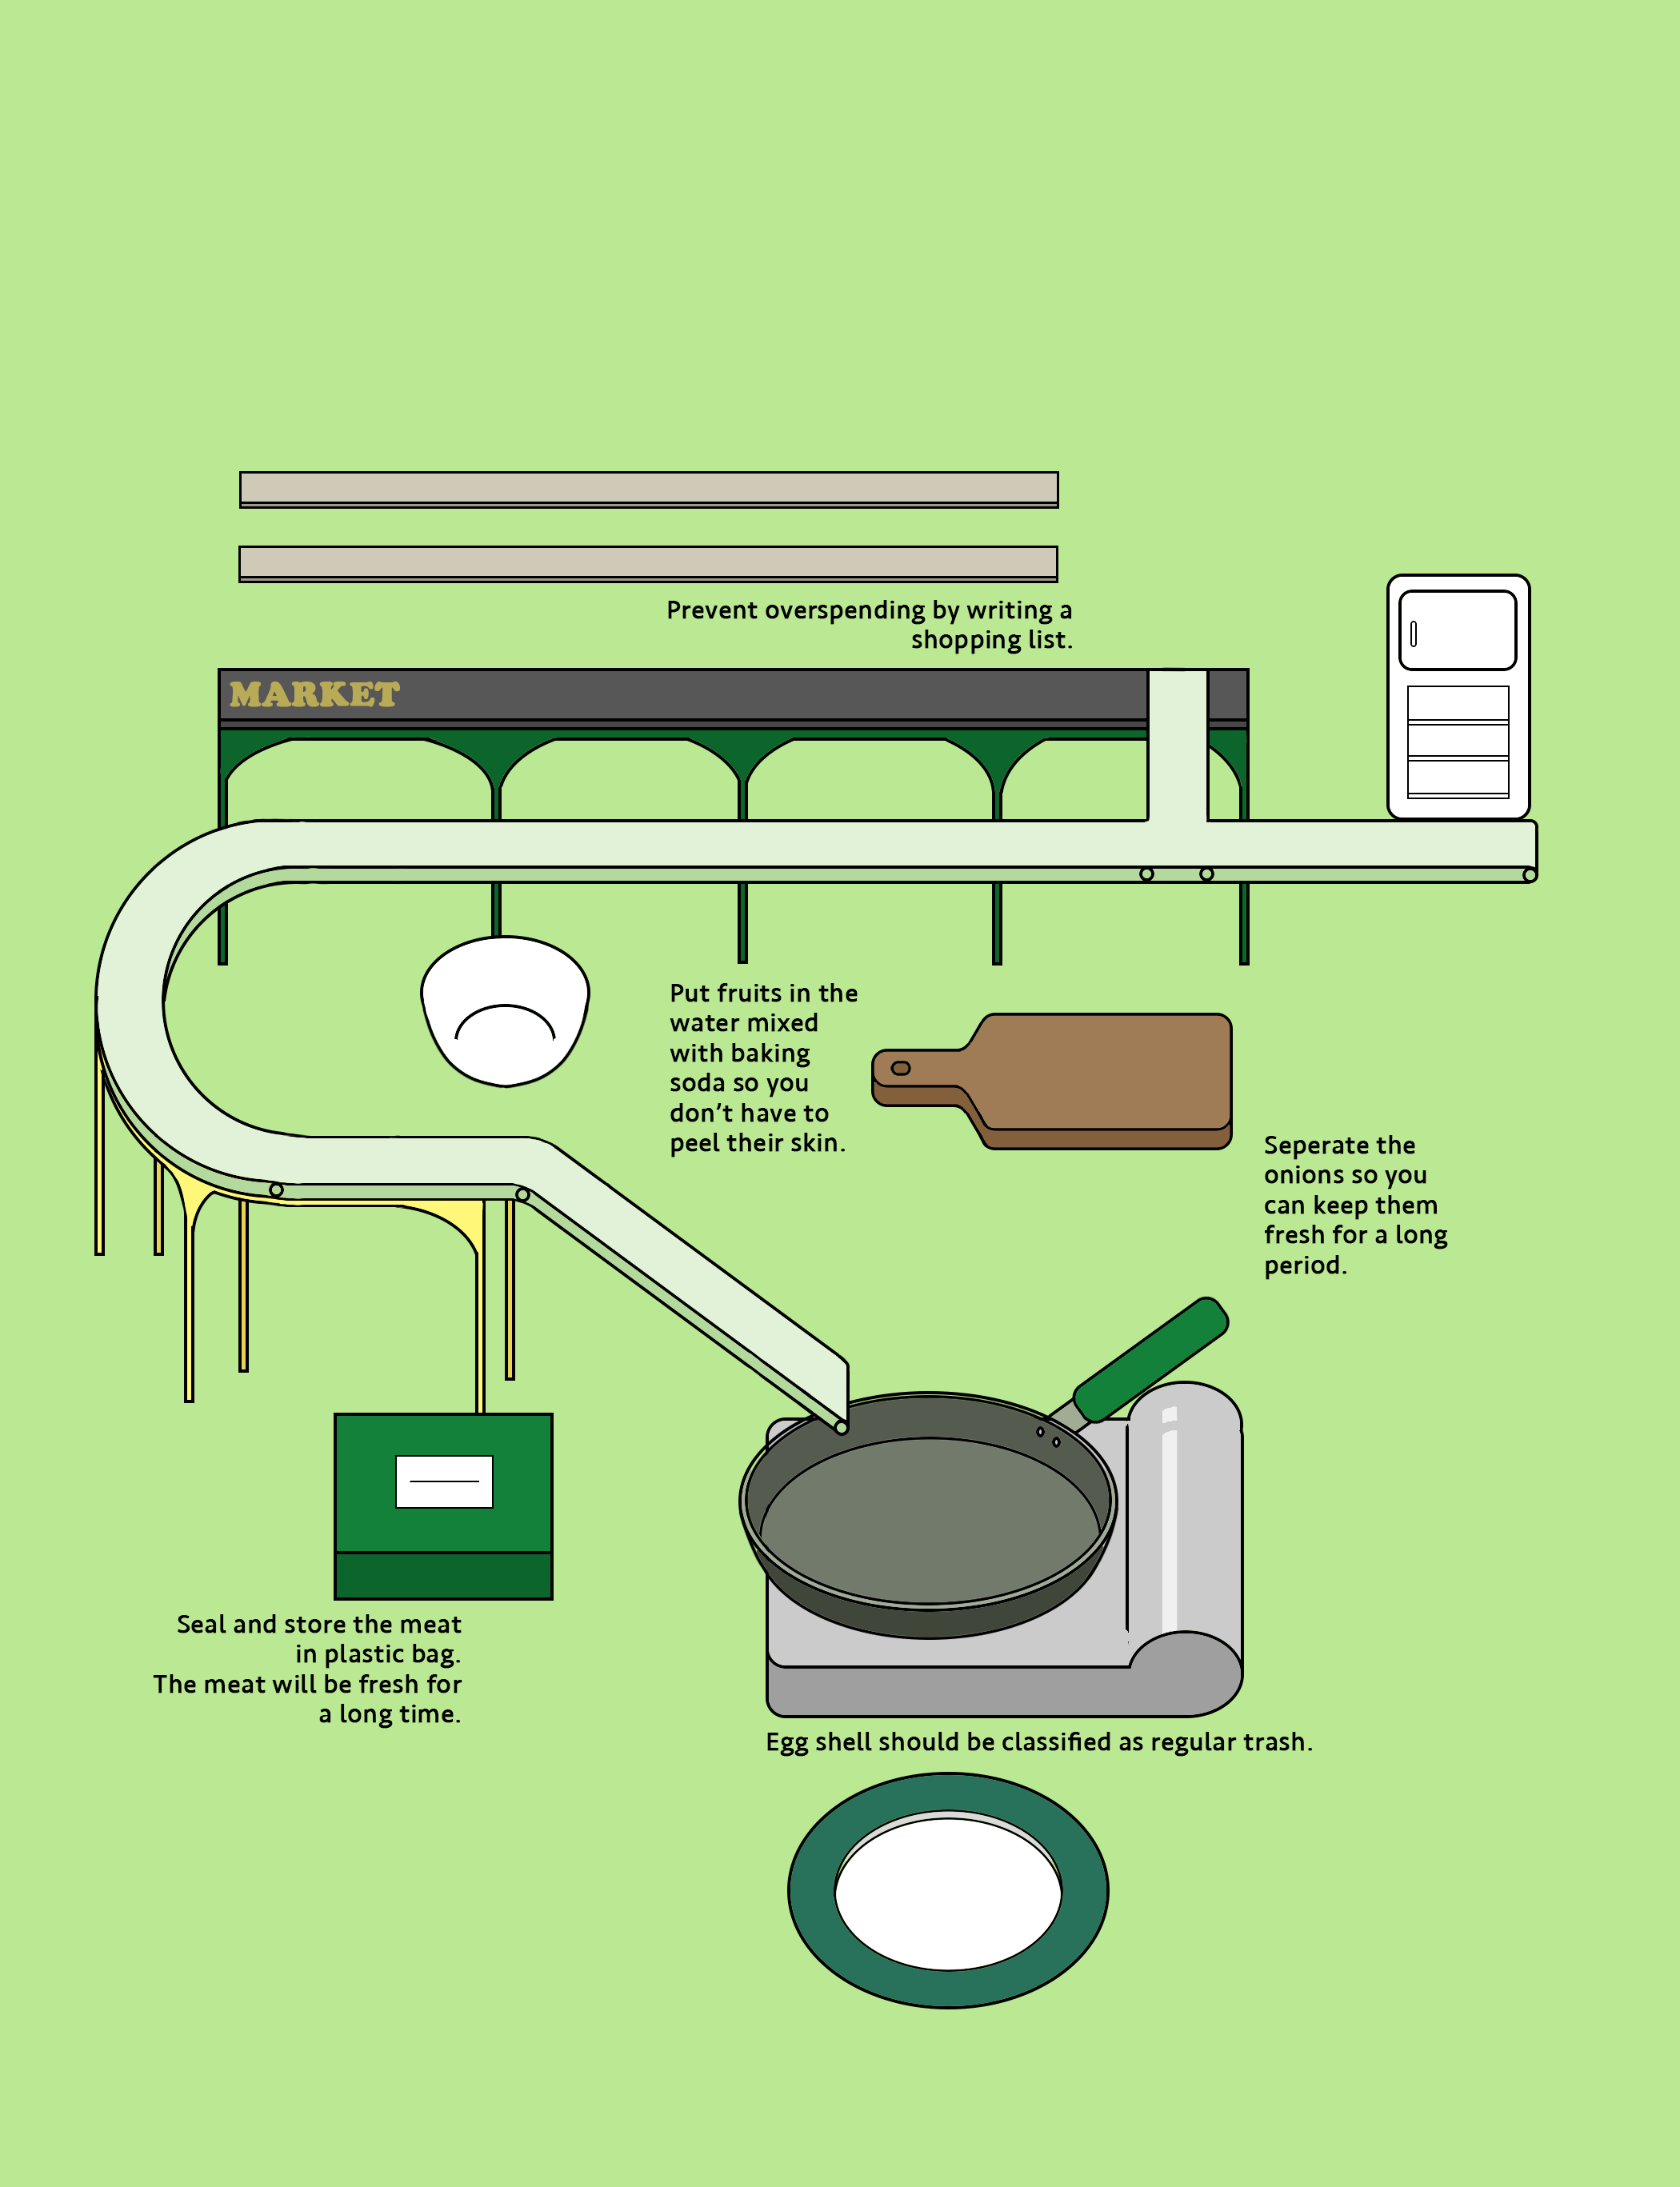 Prevent overspending by writing a
shopping list.
MARKET
Put fruits in the
water mixed
with baking
soda so you
don't have to
peel their skin.
Seperate the
onions so you
can keep them
fresh for a long
period.
Seal and store the meat
in plastic bag.
The meat will be fresh for
a long time.
Egg shell should be classified as regular trash.